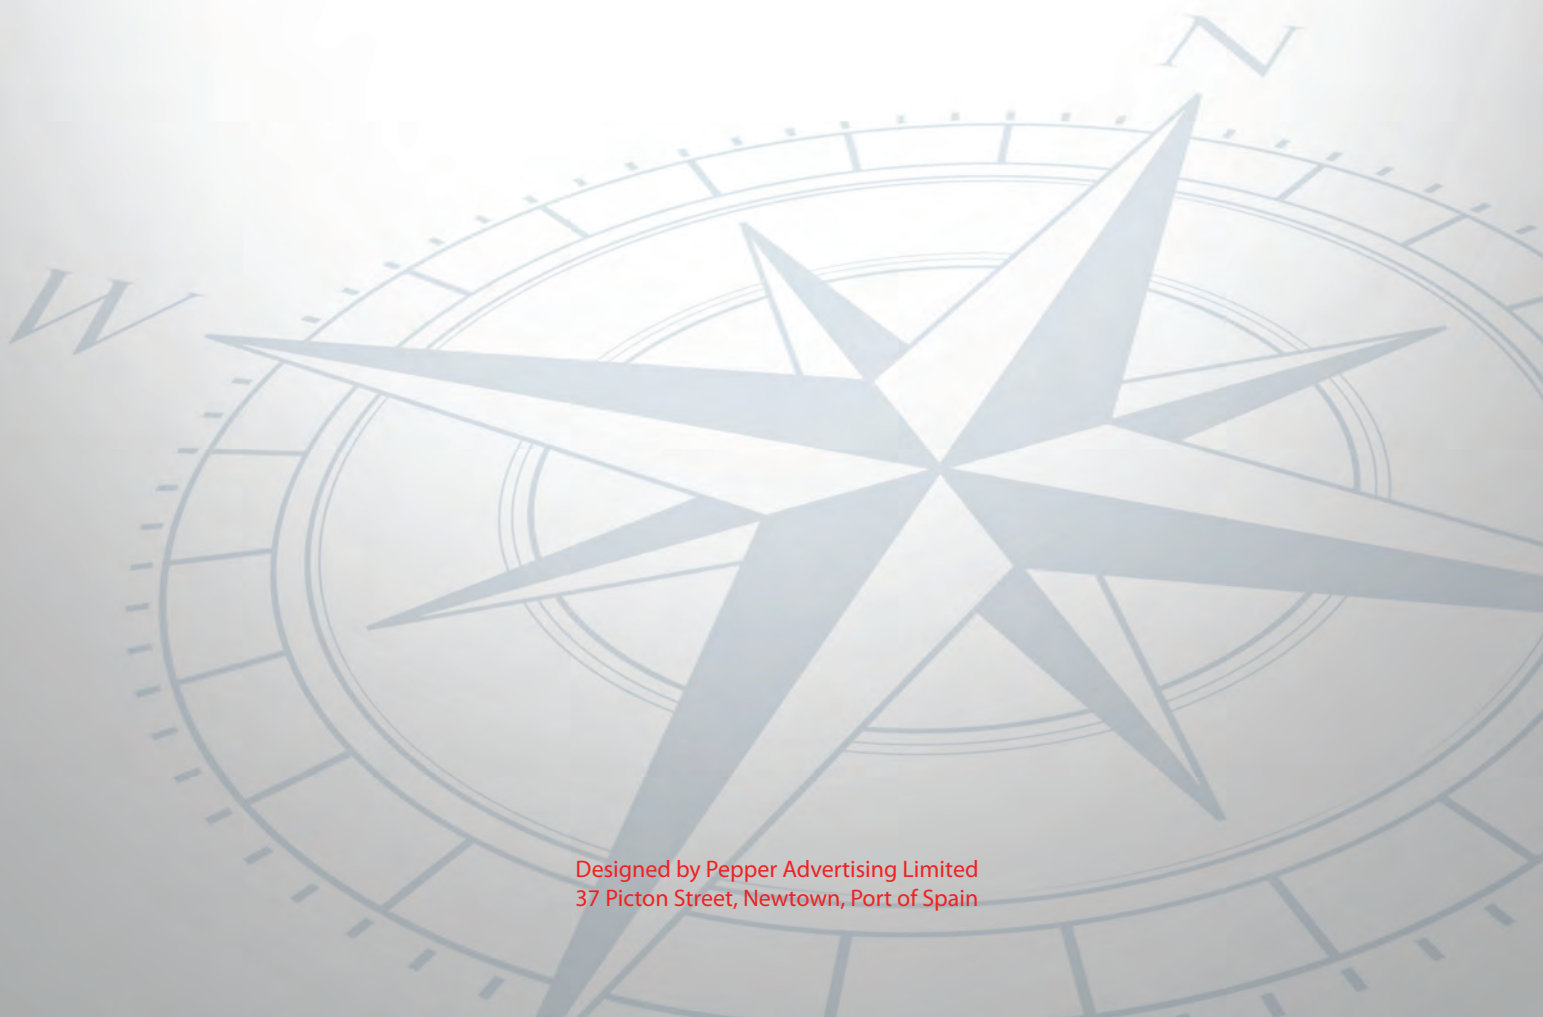 N
W
Designed by Pepper Advertising Limited
37 Picton Street, Newtown, Port of Spain